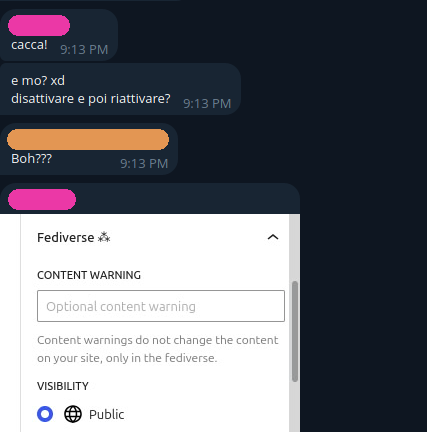 cacca! 9:13 PM
e mo? xd
disattivare e poi riattivare? 9:13 PM
Boh??? 9:13 PM
Fediverse ⁂
CONTENT WARNING
Optional content warning
Content warnings do not change the content
on your site, only in the fediverse.
VISIBILITY
Public